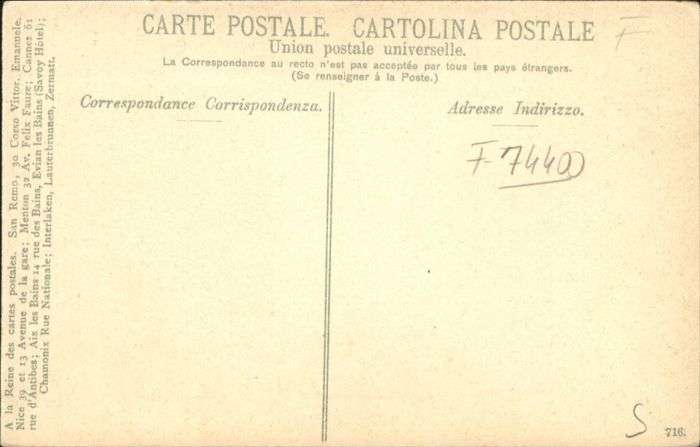 CARTE POSTALE. CARTOLINA POSTALE
Union postale universelle.
La Correspondance au recto n'est pas acceptée par tous les pays étrangers.
(Se renseigner à la Poste.)
Correspondance Corrispondenza.
Adresse Indirizzo.
F
F 74400
S
716.
A la Reine des cartes postales. San Remo, 30 Corso Vittor. Emanuele.
Nice 39 et 13 Avenue de la gare; Menton 32 Av. Felix Faure; Cannes 61
rue d'Antibes; Aix les Bains 14 rue des Bains, Evian les Bains (Savoy Hôtel);
Chamonix Rue Nationale; Interlaken, Lauterbrunnen, Zermatt.